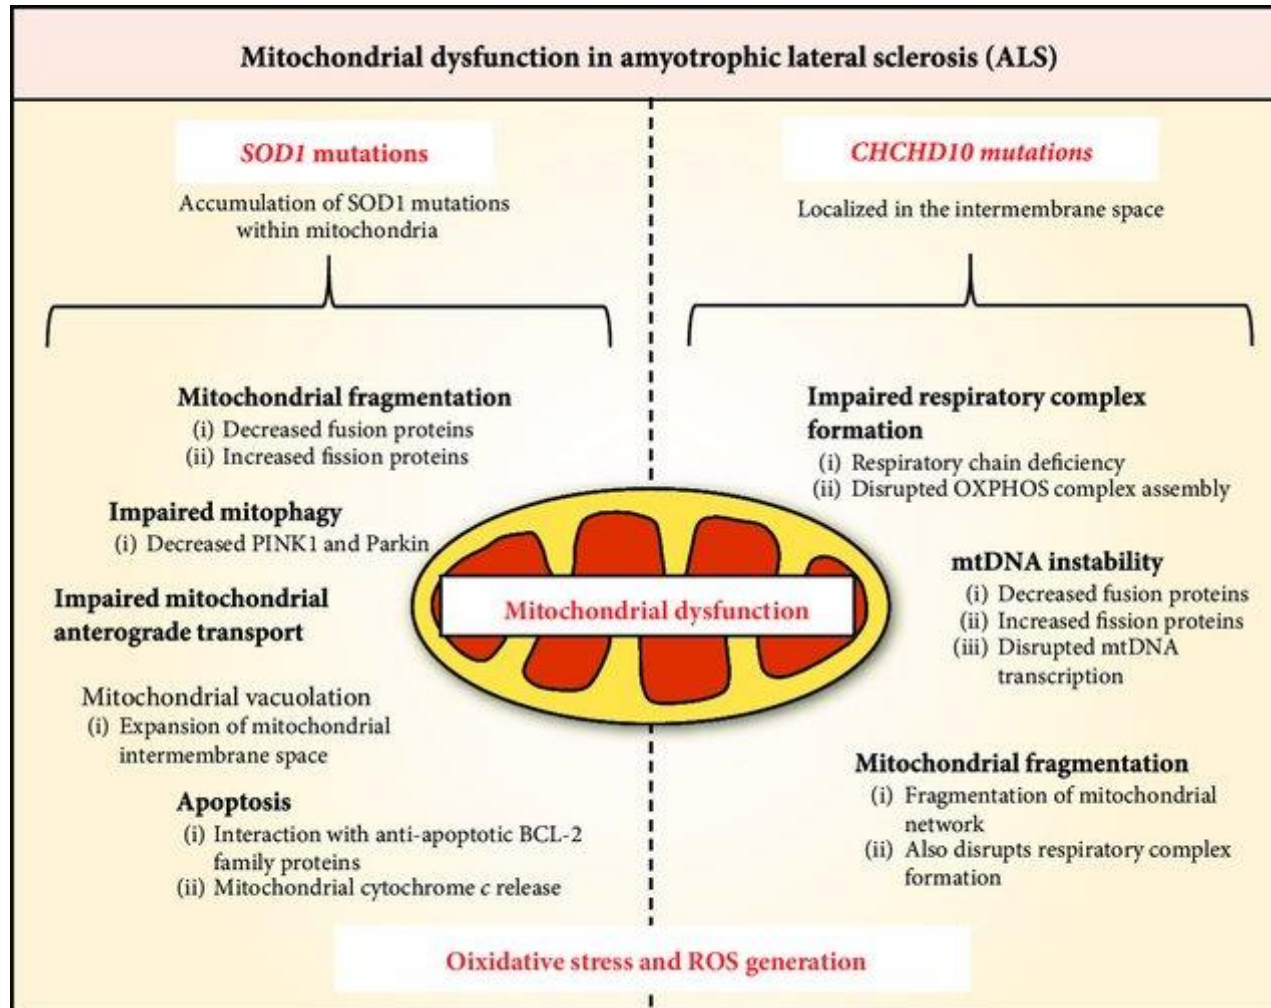 Mitochondrial dysfunction in amyotrophic lateral sclerosis (ALS)
SOD1 mutations
Accumulation of SOD1 mutations
within mitochondria
Mitochondrial fragmentation
(i) Decreased fusion proteins
(ii) Increased fission proteins
Impaired mitophagy
(i) Decreased PINK1 and Parkin
Impaired mitochondrial
anterograde transport
Mitochondrial vacuolation
(i) Expansion of mitochondrial
intermembrane space
Apoptosis
(i) Interaction with anti-apoptotic BCL-2
family proteins
(ii) Mitochondrial cytochrome c release
CHCHD10 mutations
Localized in the intermembrane space
Impaired respiratory complex
formation
(i) Respiratory chain deficiency
(ii) Disrupted OXPHOS complex assembly
mtDNA instability
(i) Decreased fusion proteins
(ii) Increased fission proteins
(iii) Disrupted mtDNA
transcription
Mitochondrial fragmentation
(i) Fragmentation of mitochondrial
network
(ii) Also disrupts respiratory complex
formation
Mitochondrial dysfunction
Oixidative stress and ROS generation